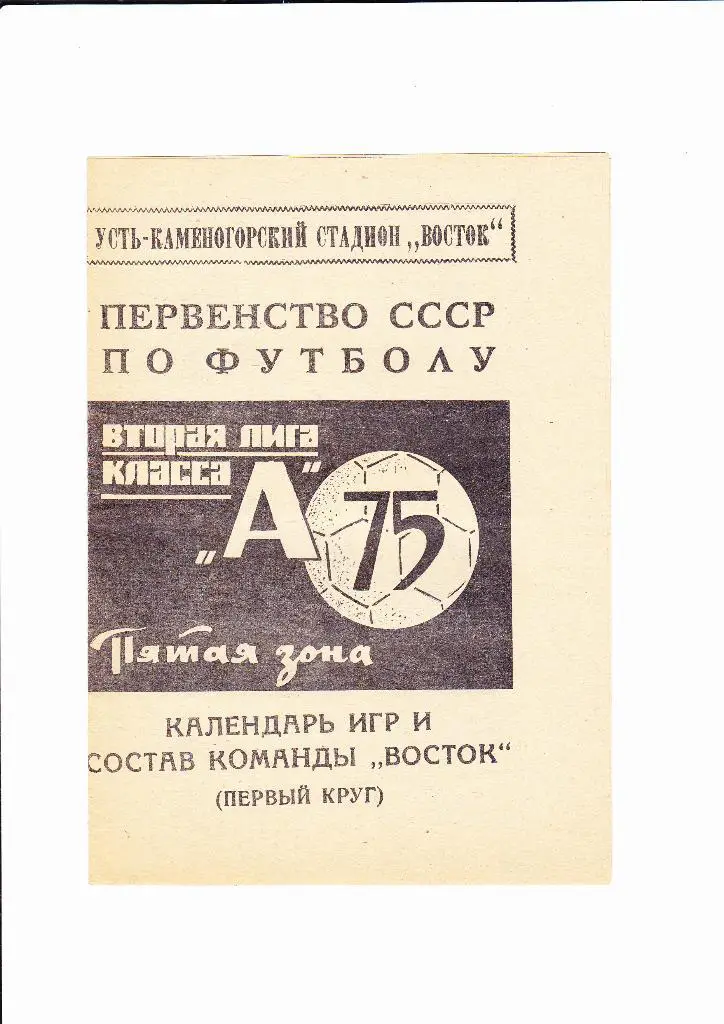 УСТЬ-КАМЕНОГОРСКИЙ СТАДИОН „ВОСТОК“
ПЕРВЕНСТВО СССР
ПО ФУТБОЛУ
вторая лига
класса
„А“
75
Пятая зона
КАЛЕНДАРЬ ИГР И
СОСТАВ КОМАНДЫ „ВОСТОК“
(ПЕРВЫЙ КРУГ)